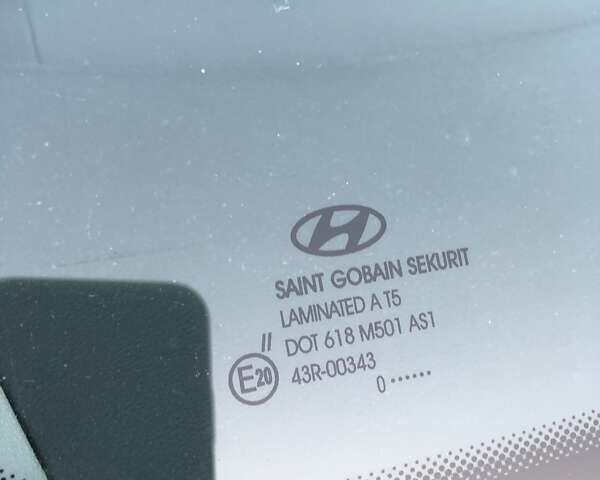 SAINT GOBAIN SEKURIT
LAMINATED A T5
II DOT 618 M501 AS1
E20 43R-00343
0 ••••••